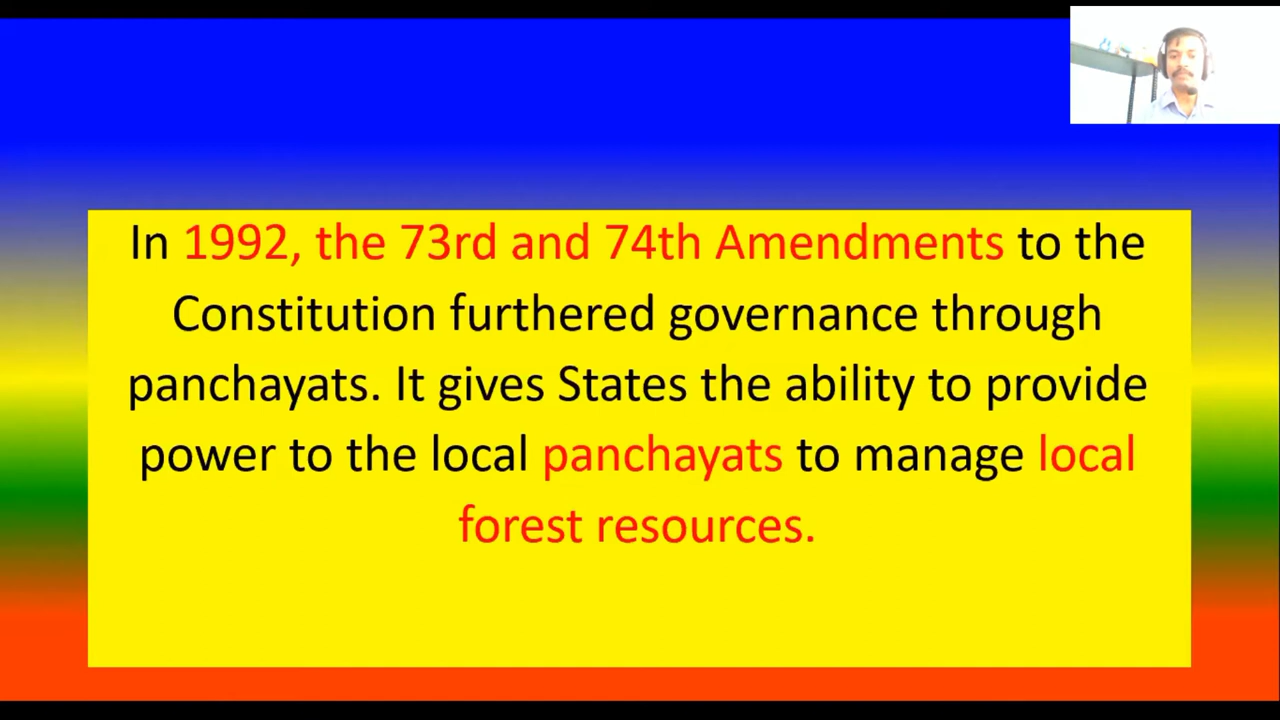 In 1992, the 73rd and 74th Amendments to the
Constitution furthered governance through
panchayats. It gives States the ability to provide
power to the local panchayats to manage local
forest resources.